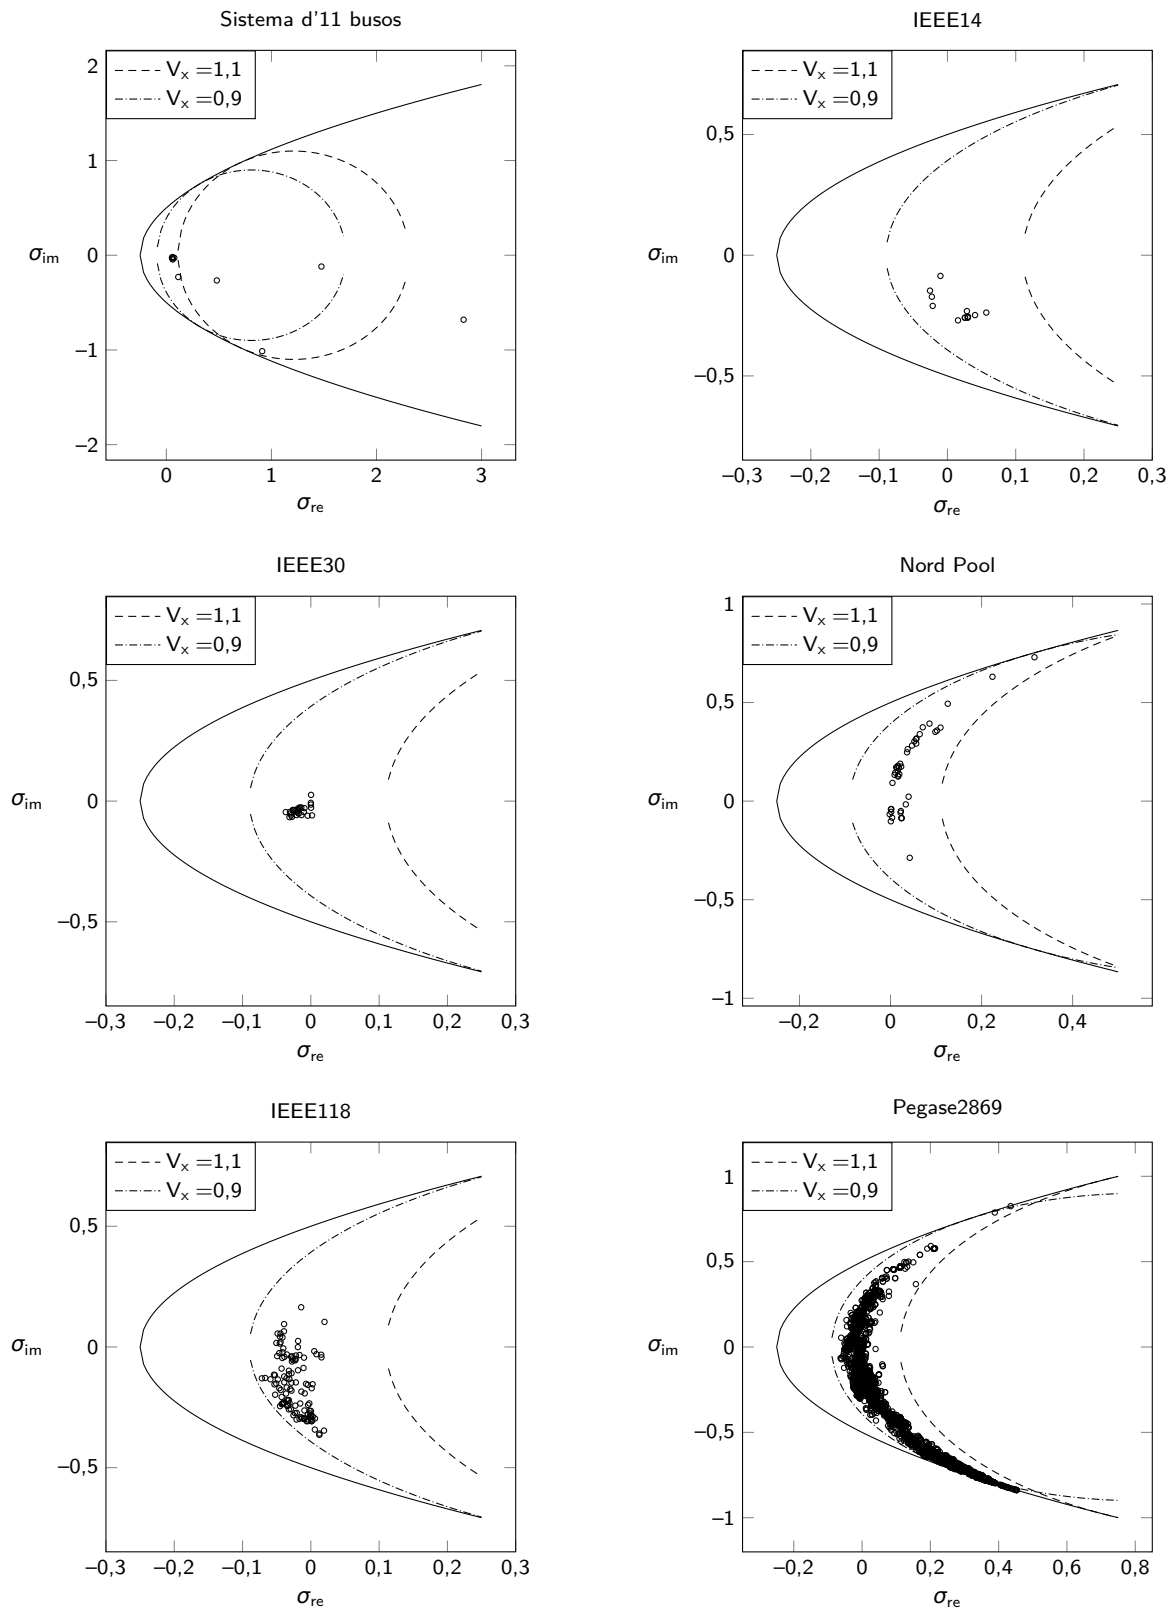 Sistema d'11 busos
V_x =1,1
V_x =0,9
2
1
0
−1
−2
σ_im
0 1 2 3
σ_re
IEEE14
V_x =1,1
V_x =0,9
0,5
0
−0,5
σ_im
−0,3 −0,2 −0,1 0 0,1 0,2 0,3
σ_re
IEEE30
V_x =1,1
V_x =0,9
0,5
0
−0,5
σ_im
−0,3 −0,2 −0,1 0 0,1 0,2 0,3
σ_re
Nord Pool
V_x =1,1
V_x =0,9
1
0,5
0
−0,5
−1
σ_im
−0,2 0 0,2 0,4
σ_re
IEEE118
V_x =1,1
V_x =0,9
0,5
0
−0,5
σ_im
−0,3 −0,2 −0,1 0 0,1 0,2 0,3
σ_re
Pegase2869
V_x =1,1
V_x =0,9
1
0,5
0
−0,5
−1
σ_im
−0,2 0 0,2 0,4 0,6 0,8
σ_re